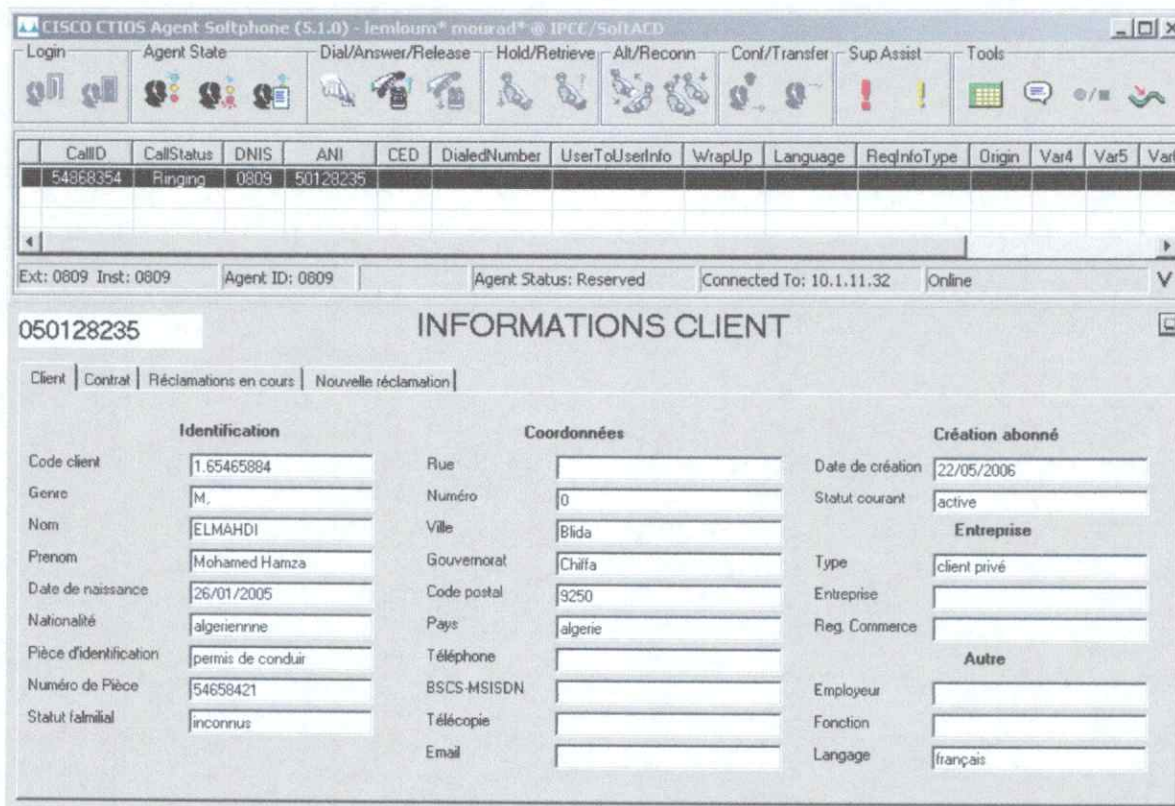 CISCO CTIOS Agent Softphone (5.1.0) - lemloum* mourad* @ IPCC/SoftACD
Login Agent State Dial/Answer/Release Hold/Retrieve Alt/Reconn Conf/Transfer Sup Assist Tools
CallID CallStatus DNIS ANI CED DialedNumber UserToUserInfo WrapUp Language ReqInfoType Origin Var4 Var5 Var6
54868354 Ringing 0809 50128235
Ext: 0809 Inst: 0809 Agent ID: 0809 Agent Status: Reserved Connected To: 10.1.11.32 Online
050128235 INFORMATIONS CLIENT
Client Contrat Réclamations en cours Nouvelle réclamation
Identification Coordonnées Création abonné
Code client 1.65465884 Rue Date de création 22/05/2006
Genre M, Numéro 0 Statut courant active
Nom ELMAHDI Ville Blida Entreprise
Prenom Mohamed Hamza Gouvernorat Chiffa Type client privé
Date de naissance 26/01/2005 Code postal 9250 Entreprise
Nationalité algeriennne Pays algerie Reg. Commerce
Pièce d'identification permis de conduir Téléphone Autre
Numéro de Pièce 54658421 BSCS-MSISDN Employeur
Statut falmilial inconnus Télécopie Fonction
Email Langage français